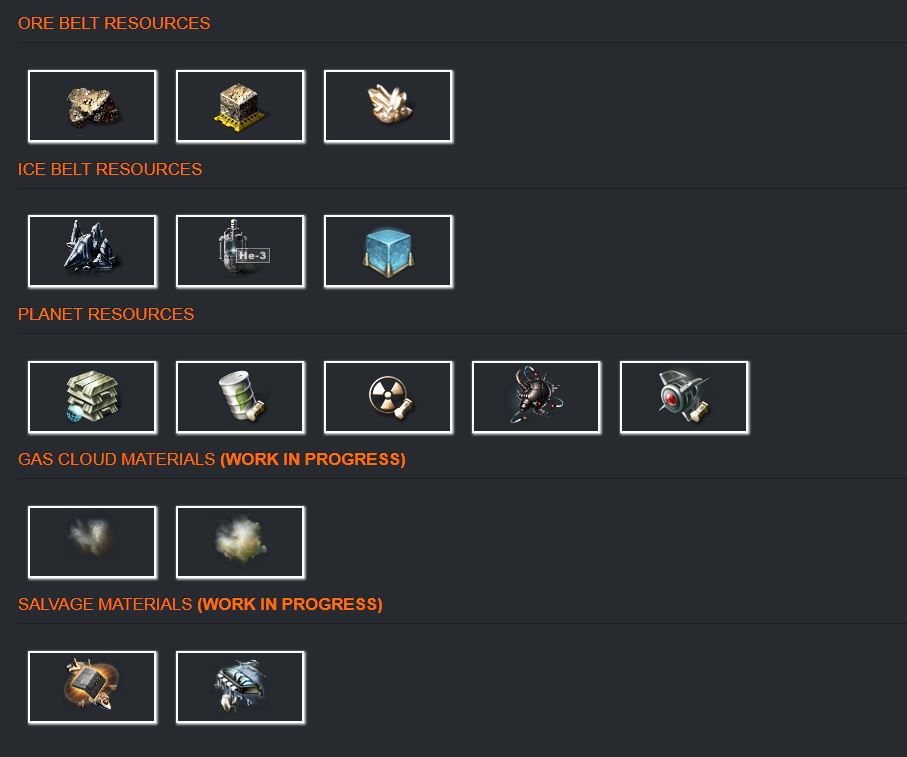 ORE BELT RESOURCES
ICE BELT RESOURCES
He-3
PLANET RESOURCES
GAS CLOUD MATERIALS (WORK IN PROGRESS)
SALVAGE MATERIALS (WORK IN PROGRESS)